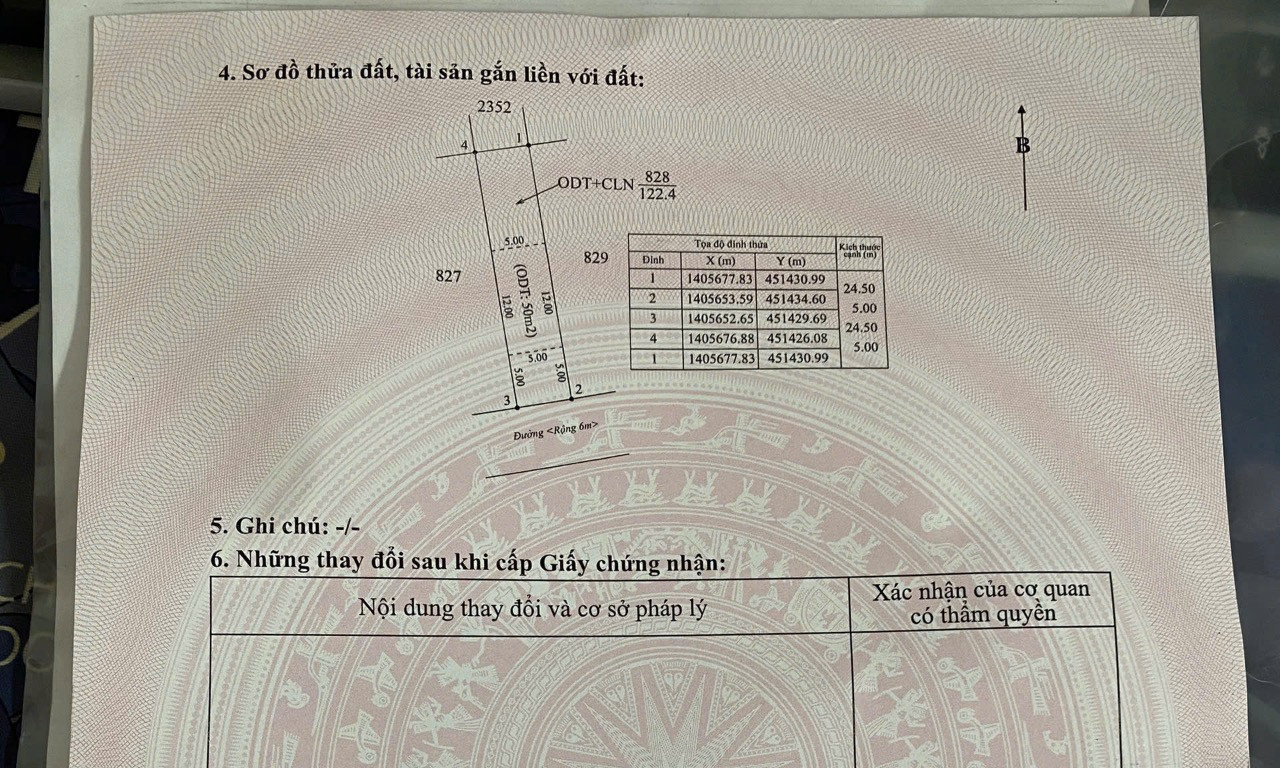 4. Sơ đồ thửa đất, tài sản gắn liền với đất:
2352
4
1
B
ODT+CLN 828
122.4
5.00
827
829
12.00
(ODT: 50m2)
12.00
5.00
5.00
5.00
3
2
Đường <Rộng 6m>
Tọa độ đỉnh thửa Kích thước cạnh (m)
Đỉnh X (m) Y (m)
1 1405677.83 451430.99
24.50
2 1405653.59 451434.60
5.00
3 1405652.65 451429.69
24.50
4 1405676.88 451426.08
5.00
1 1405677.83 451430.99
5. Ghi chú: -/-
6. Những thay đổi sau khi cấp Giấy chứng nhận:
Nội dung thay đổi và cơ sở pháp lý
Xác nhận của cơ quan
có thẩm quyền